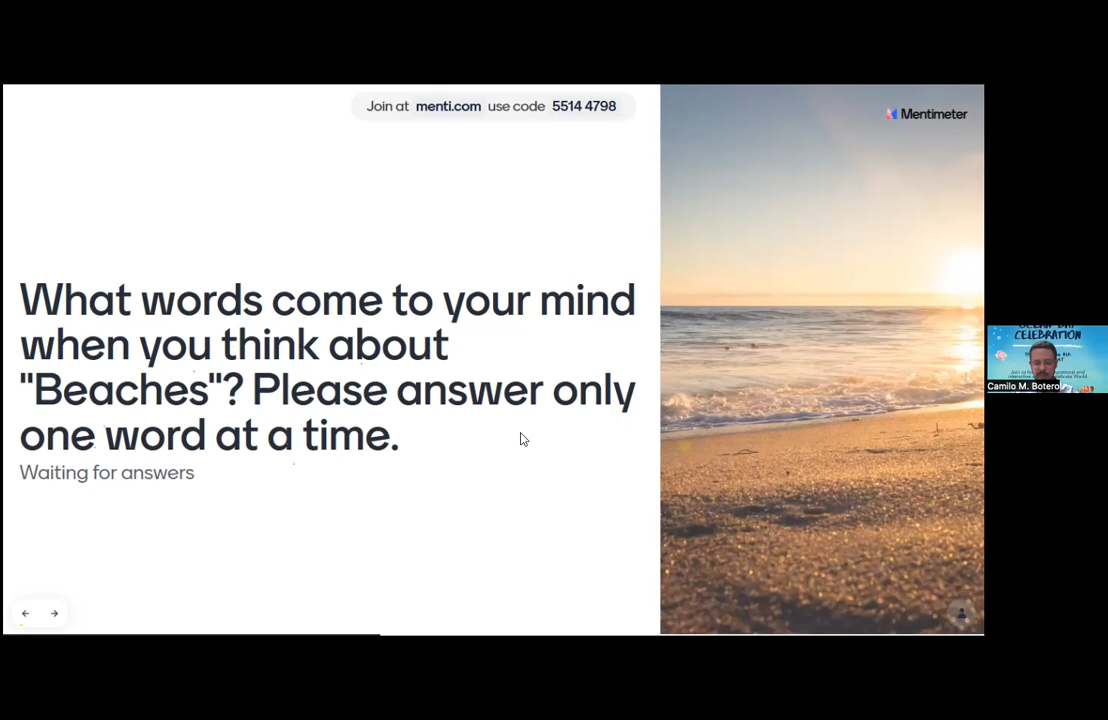 Join at menti.com use code 5514 4798
Mentimeter
What words come to your mind
when you think about
"Beaches"? Please answer only
one word at a time.
Waiting for answers
CELEBRATION
Camilo M. Botero